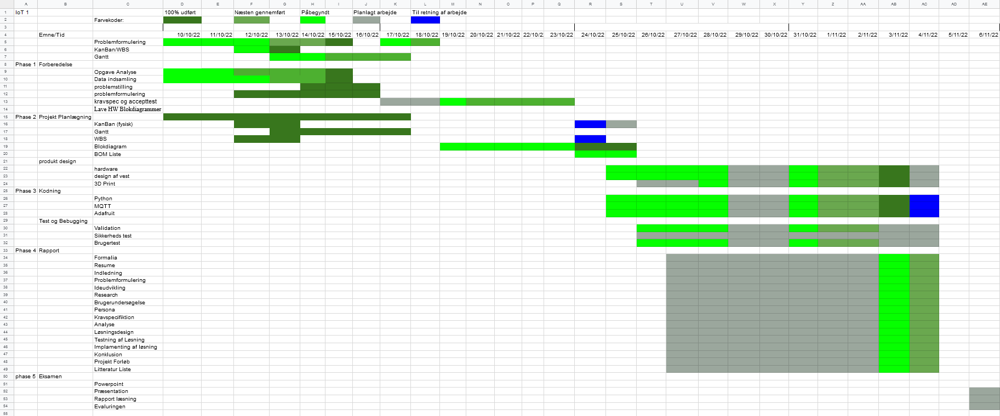 A B C D E F G H I J K L M N O P Q R S T U V W X Y Z AA AB AC AD AE
1 IoT 1 100% udført Næsten gennemført Påbegyndt Planlagt arbejde Til retning af arbejde
2 Farvekoder:
3
4 Emne/Tid 10/10/22 11/10/22 12/10/22 13/10/22 14/10/22 15/10/22 16/10/22 17/10/22 18/10/22 19/10/22 20/10/22 21/10/22 22/10/2 23/10/22 24/10/22 25/10/22 26/10/22 27/10/22 28/10/22 29/10/22 30/10/22 31/10/22 1/11/22 2/11/22 3/11/22 4/11/22 5/11/22 6/11/22
5 Problemformulering
6 KanBan/WBS
7 Gantt
8 Phase 1 Forberedelse
9 Opgave Analyse
10 Data indsamling
11 problemstilling
12 problemformulering
13 kravspec og accepttest
14 Lave HW Blokdiagrammer
15 Phase 2 Projekt Planlægning
16 KanBan (fysisk)
17 Gantt
18 WBS
19 Blokdiagram
20 BOM Liste
21 produkt design
22 hardware
23 design af vest
24 3D Print
25 Phase 3 Kodning
26 Python
27 MQTT
28 Adafruit
29 Test og Bebugging
30 Validation
31 Sikkerheds test
32 Brugertest
33 Phase 4 Rapport
34 Formalia
35 Resume
36 Indledning
37 Problemformulering
38 Ideudvikling
39 Research
40 Brugerundersøgelse
41 Persona
42 Kravspecifiktion
43 Analyse
44 Løsningsdesign
45 Testning af Løsning
46 Implamenting af løsning
47 Konklusion
48 Projekt Forløb
49 Litteratur Liste
50 phase 5 Eksamen
51 Powerpoint
52 Præsentation
53 Rapport læsning
54 Evaluringen
55